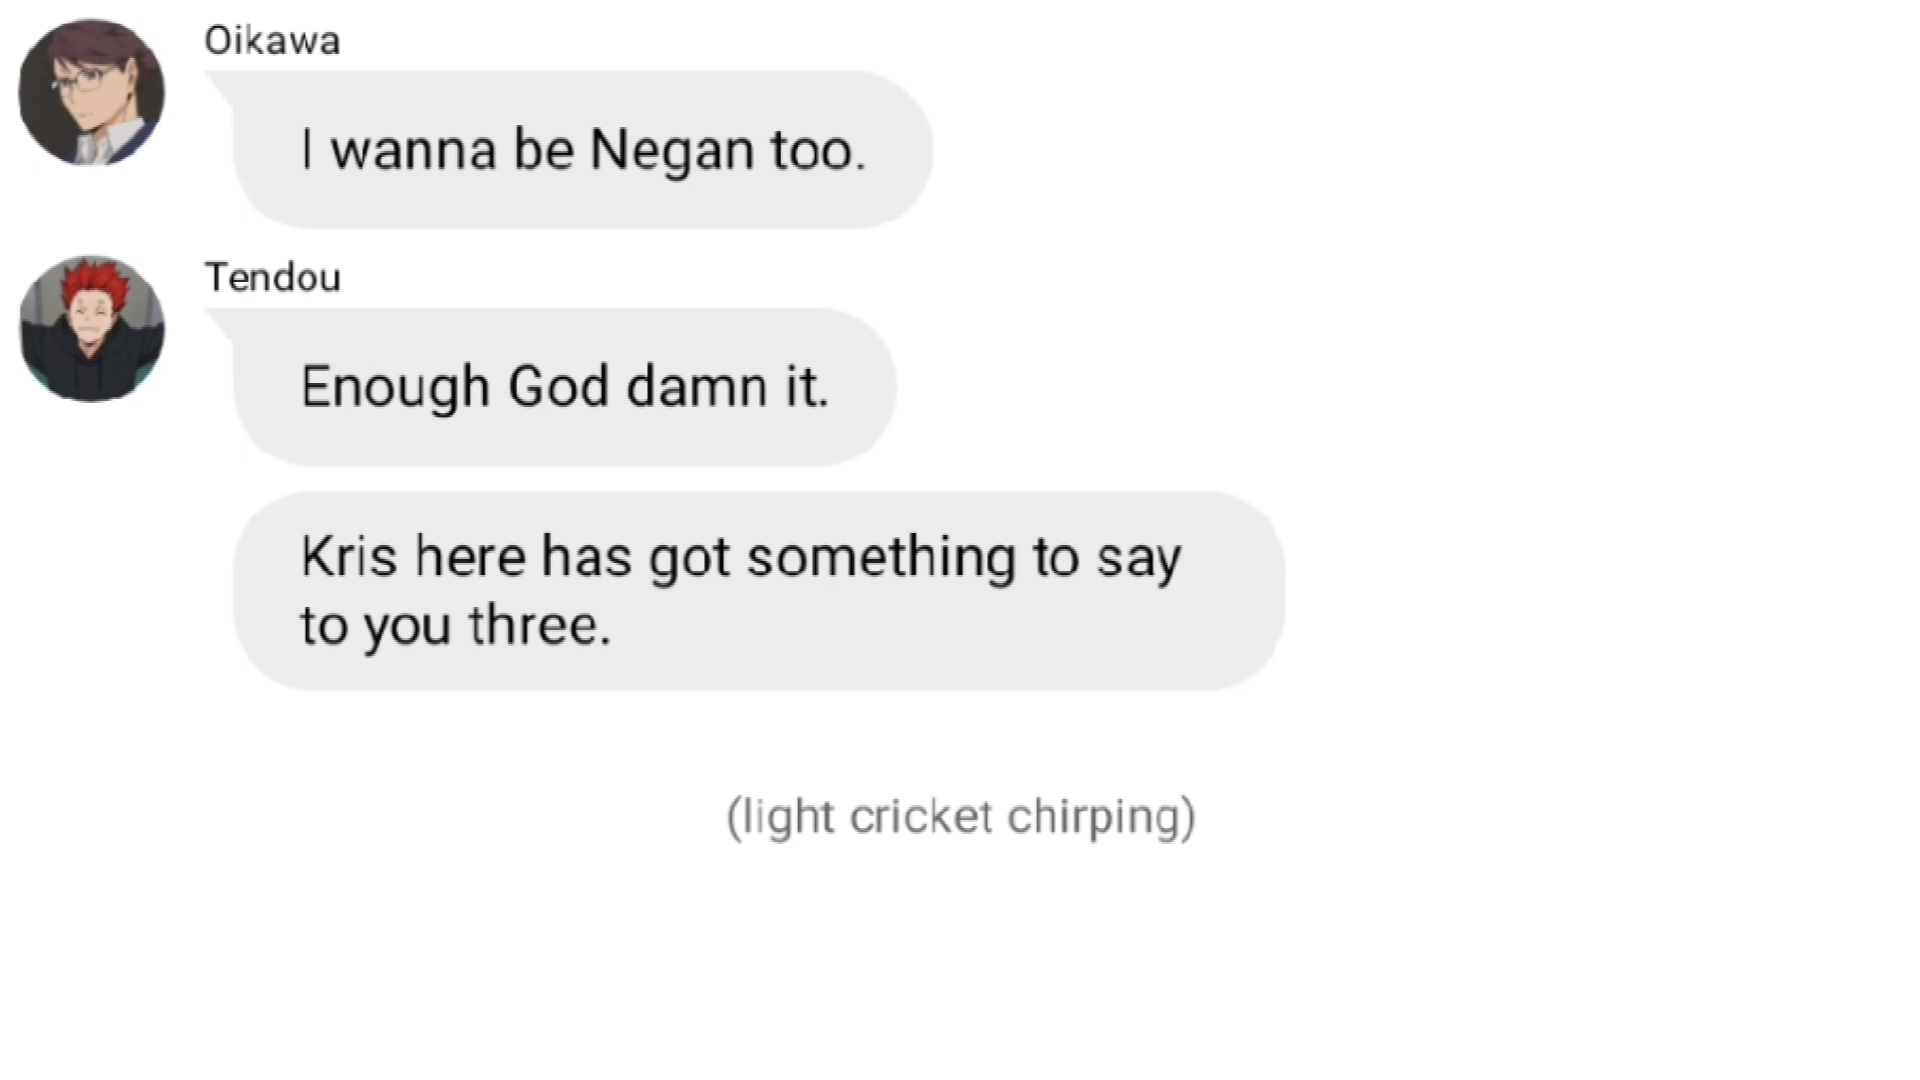 Oikawa
I wanna be Negan too.
Tendou
Enough God damn it.
Kris here has got something to say
to you three.
(light cricket chirping)